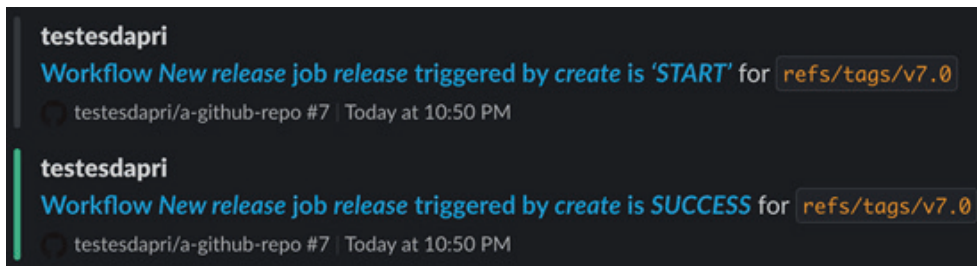 testesdapri
Workflow New release job release triggered by create is ‘START’ for refs/tags/v7.0
testesdapri/a-github-repo #7 | Today at 10:50 PM
testesdapri
Workflow New release job release triggered by create is SUCCESS for refs/tags/v7.0
testesdapri/a-github-repo #7 | Today at 10:50 PM